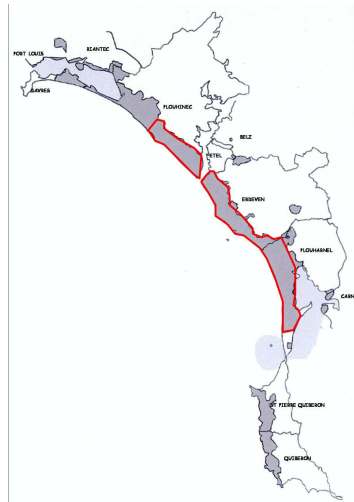 RIANTEC
PORT LOUIS
GAVRES
PLOUHINEC
BELZ
ETEL
ERDEVEN
PLOUHARNEL
CARN
ST PIERRE QUIBERON
QUIBERON